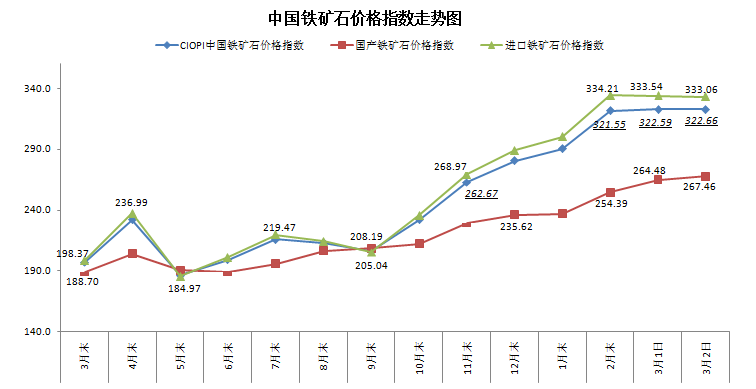 中国铁矿石价格指数走势图
CIOPI中国铁矿石价格指数 国产铁矿石价格指数 进口铁矿石价格指数
340.0
290.0
240.0
190.0
140.0
198.37
188.70
236.99
184.97
219.47
208.19
205.04
268.97
262.67
235.62
334.21
321.55
254.39
333.54
322.59
264.48
333.06
322.66
267.46
3月末
4月末
5月末
6月末
7月末
8月末
9月末
10月末
11月末
12月末
1月末
2月末
3月1日
3月2日